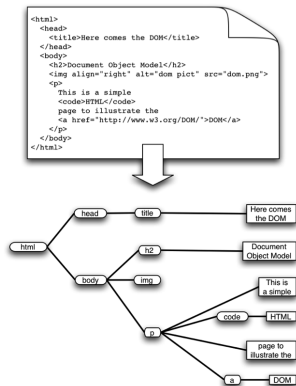 <html>
<head>
<title>Here comes the DOM</title>
</head>
<body>
<h2>Document Object Model</h2>
<img align="right" alt="dom pict" src="dom.png">
<p>
This is a simple
<code>HTML</code>
page to illustrate the
<a href="http://www.w3.org/DOM/">DOM</a>
</p>
</body>
</html>
html
head
title
Here comes
the DOM
body
h2
Document
Object Model
img
p
This is
a simple
code
HTML
page to
illustrate the
a
DOM